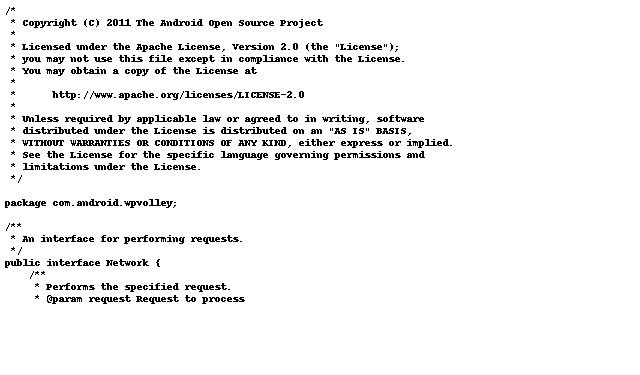 /*
 * Copyright (C) 2011 The Android Open Source Project
 *
 * Licensed under the Apache License, Version 2.0 (the "License");
 * you may not use this file except in compliance with the License.
 * You may obtain a copy of the License at
 *
 *      http://www.apache.org/licenses/LICENSE-2.0
 *
 * Unless required by applicable law or agreed to in writing, software
 * distributed under the License is distributed on an "AS IS" BASIS,
 * WITHOUT WARRANTIES OR CONDITIONS OF ANY KIND, either express or implied.
 * See the License for the specific language governing permissions and
 * limitations under the License.
 */

package com.android.wpvolley;

/**
 * An interface for performing requests.
 */
public interface Network {
    /**
     * Performs the specified request.
     * @param request Request to process